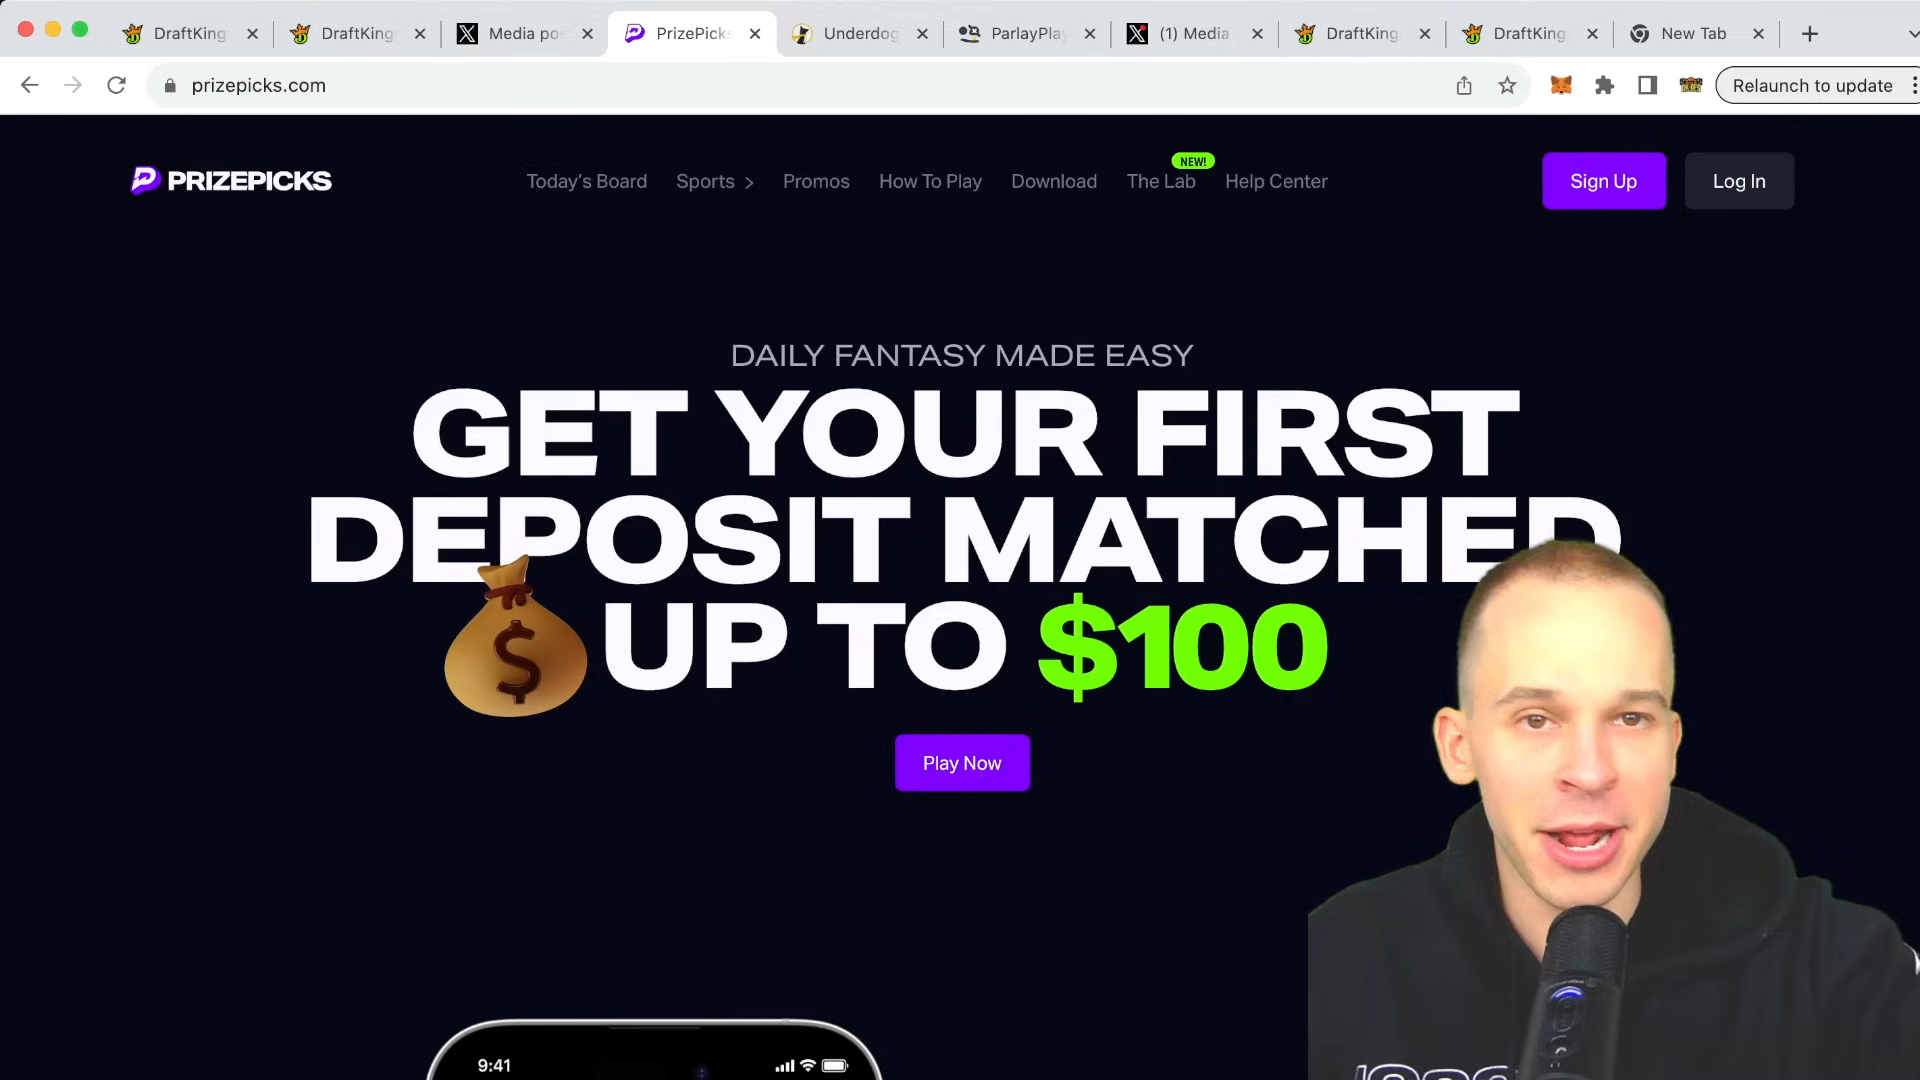 DraftKing
DraftKing
Media po
PrizePicks
Underdog
ParlayPla
(1) Media
DraftKing
DraftKing
New Tab
prizepicks.com
Relaunch to update
PRIZEPICKS
Today's Board
Sports
Promos
How To Play
Download
NEW!
The Lab
Help Center
Sign Up
Log In
DAILY FANTASY MADE EASY
GET YOUR FIRST
DEPOSIT MATCHED
UP TO $100
$
Play Now
9:41